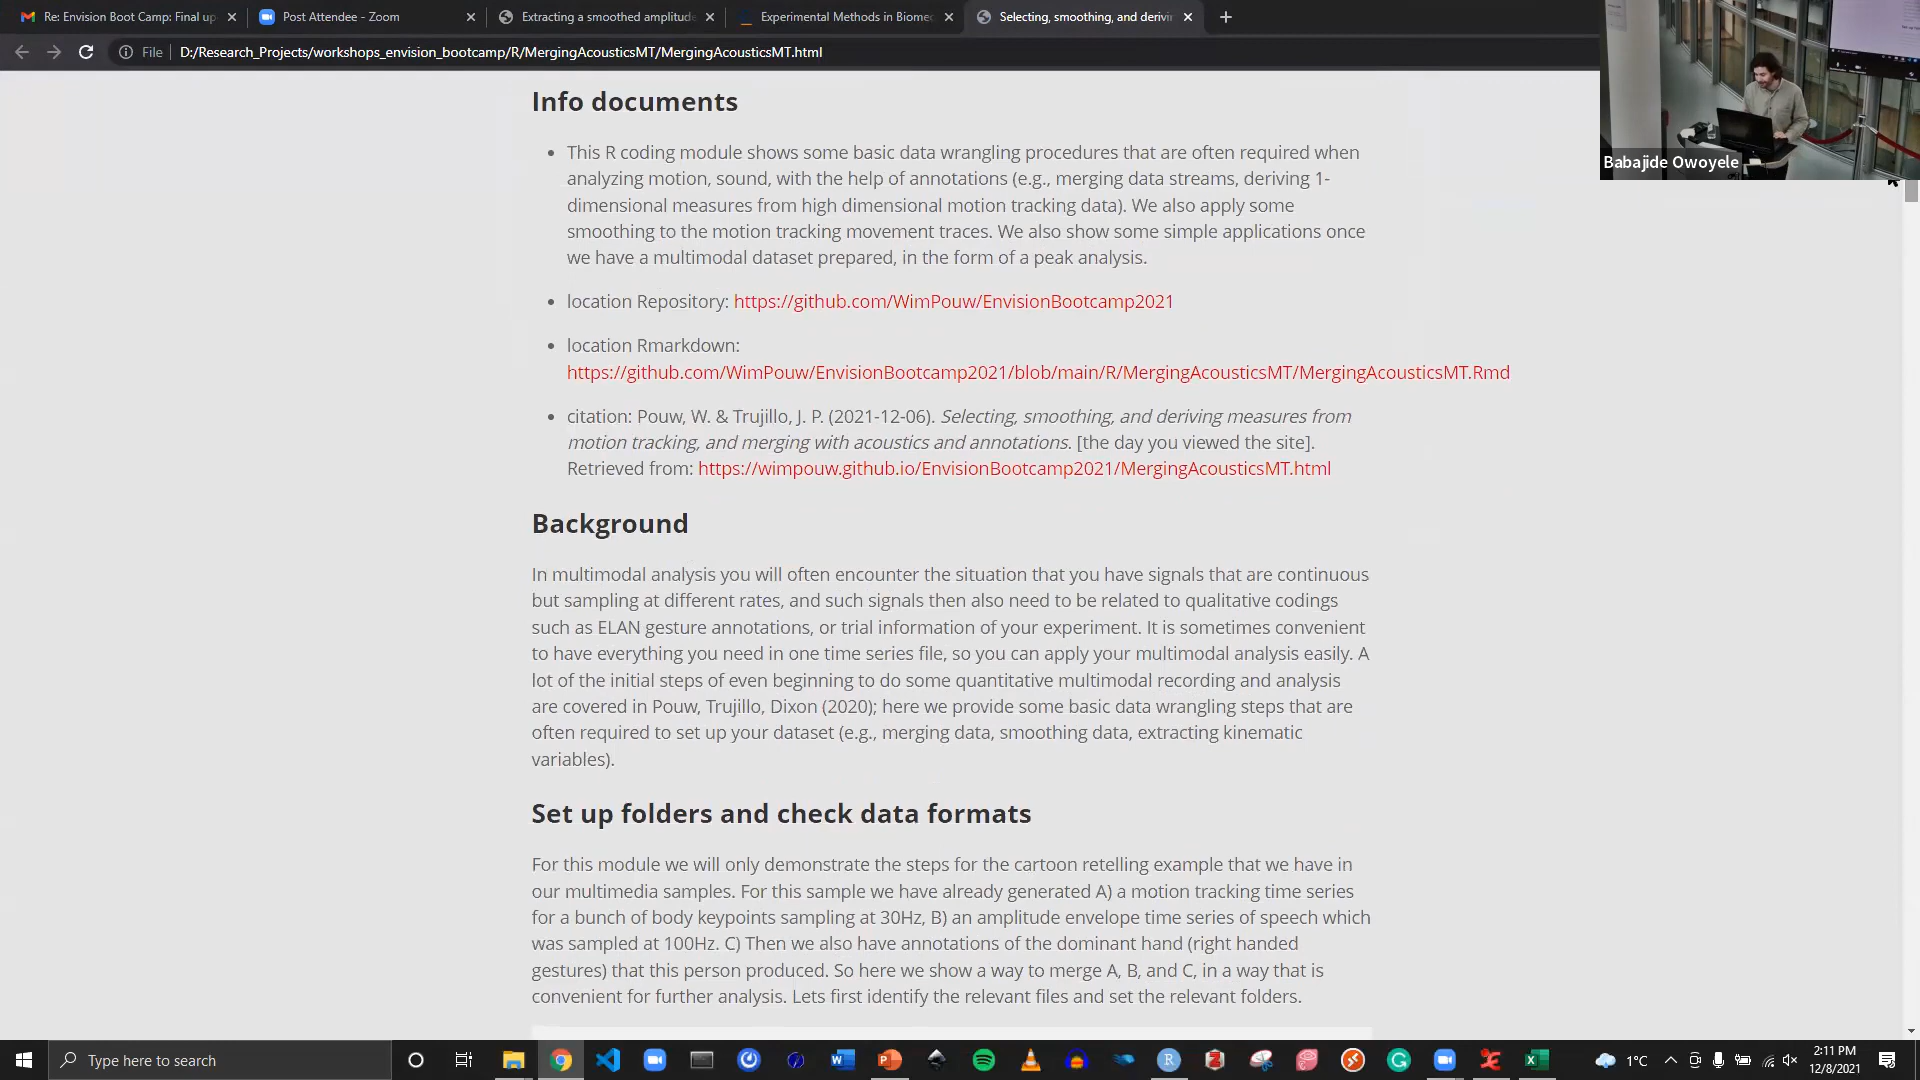 Re: Envision Boot Camp: Final up
Post Attendee - Zoom
Extracting a smoothed amplitude
Experimental Methods in Biomed
Selecting, smoothing, and derivin
File
D:/Research_Projects/workshops_envision_bootcamp/R/MergingAcousticsMT/MergingAcousticsMT.html
Babajide Owoyele
Info documents
• This R coding module shows some basic data wrangling procedures that are often required when
analyzing motion, sound, with the help of annotations (e.g., merging data streams, deriving 1-
dimensional measures from high dimensional motion tracking data). We also apply some
smoothing to the motion tracking movement traces. We also show some simple applications once
we have a multimodal dataset prepared, in the form of a peak analysis.
• location Repository: https://github.com/WimPouw/EnvisionBootcamp2021
• location Rmarkdown:
https://github.com/WimPouw/EnvisionBootcamp2021/blob/main/R/MergingAcousticsMT/MergingAcousticsMT.Rmd
• citation: Pouw, W. & Trujillo, J. P. (2021-12-06). Selecting, smoothing, and deriving measures from
motion tracking, and merging with acoustics and annotations. [the day you viewed the site].
Retrieved from: https://wimpouw.github.io/EnvisionBootcamp2021/MergingAcousticsMT.html
Background
In multimodal analysis you will often encounter the situation that you have signals that are continuous
but sampling at different rates, and such signals then also need to be related to qualitative codings
such as ELAN gesture annotations, or trial information of your experiment. It is sometimes convenient
to have everything you need in one time series file, so you can apply your multimodal analysis easily. A
lot of the initial steps of even beginning to do some quantitative multimodal recording and analysis
are covered in Pouw, Trujillo, Dixon (2020); here we provide some basic data wrangling steps that are
often required to set up your dataset (e.g., merging data, smoothing data, extracting kinematic
variables).
Set up folders and check data formats
For this module we will only demonstrate the steps for the cartoon retelling example that we have in
our multimedia samples. For this sample we have already generated A) a motion tracking time series
for a bunch of body keypoints sampling at 30Hz, B) an amplitude envelope time series of speech which
was sampled at 100Hz. C) Then we also have annotations of the dominant hand (right handed
gestures) that this person produced. So here we show a way to merge A, B, and C, in a way that is
convenient for further analysis. Lets first identify the relevant files and set the relevant folders.
Type here to search
1°C
2:11 PM
12/8/2021